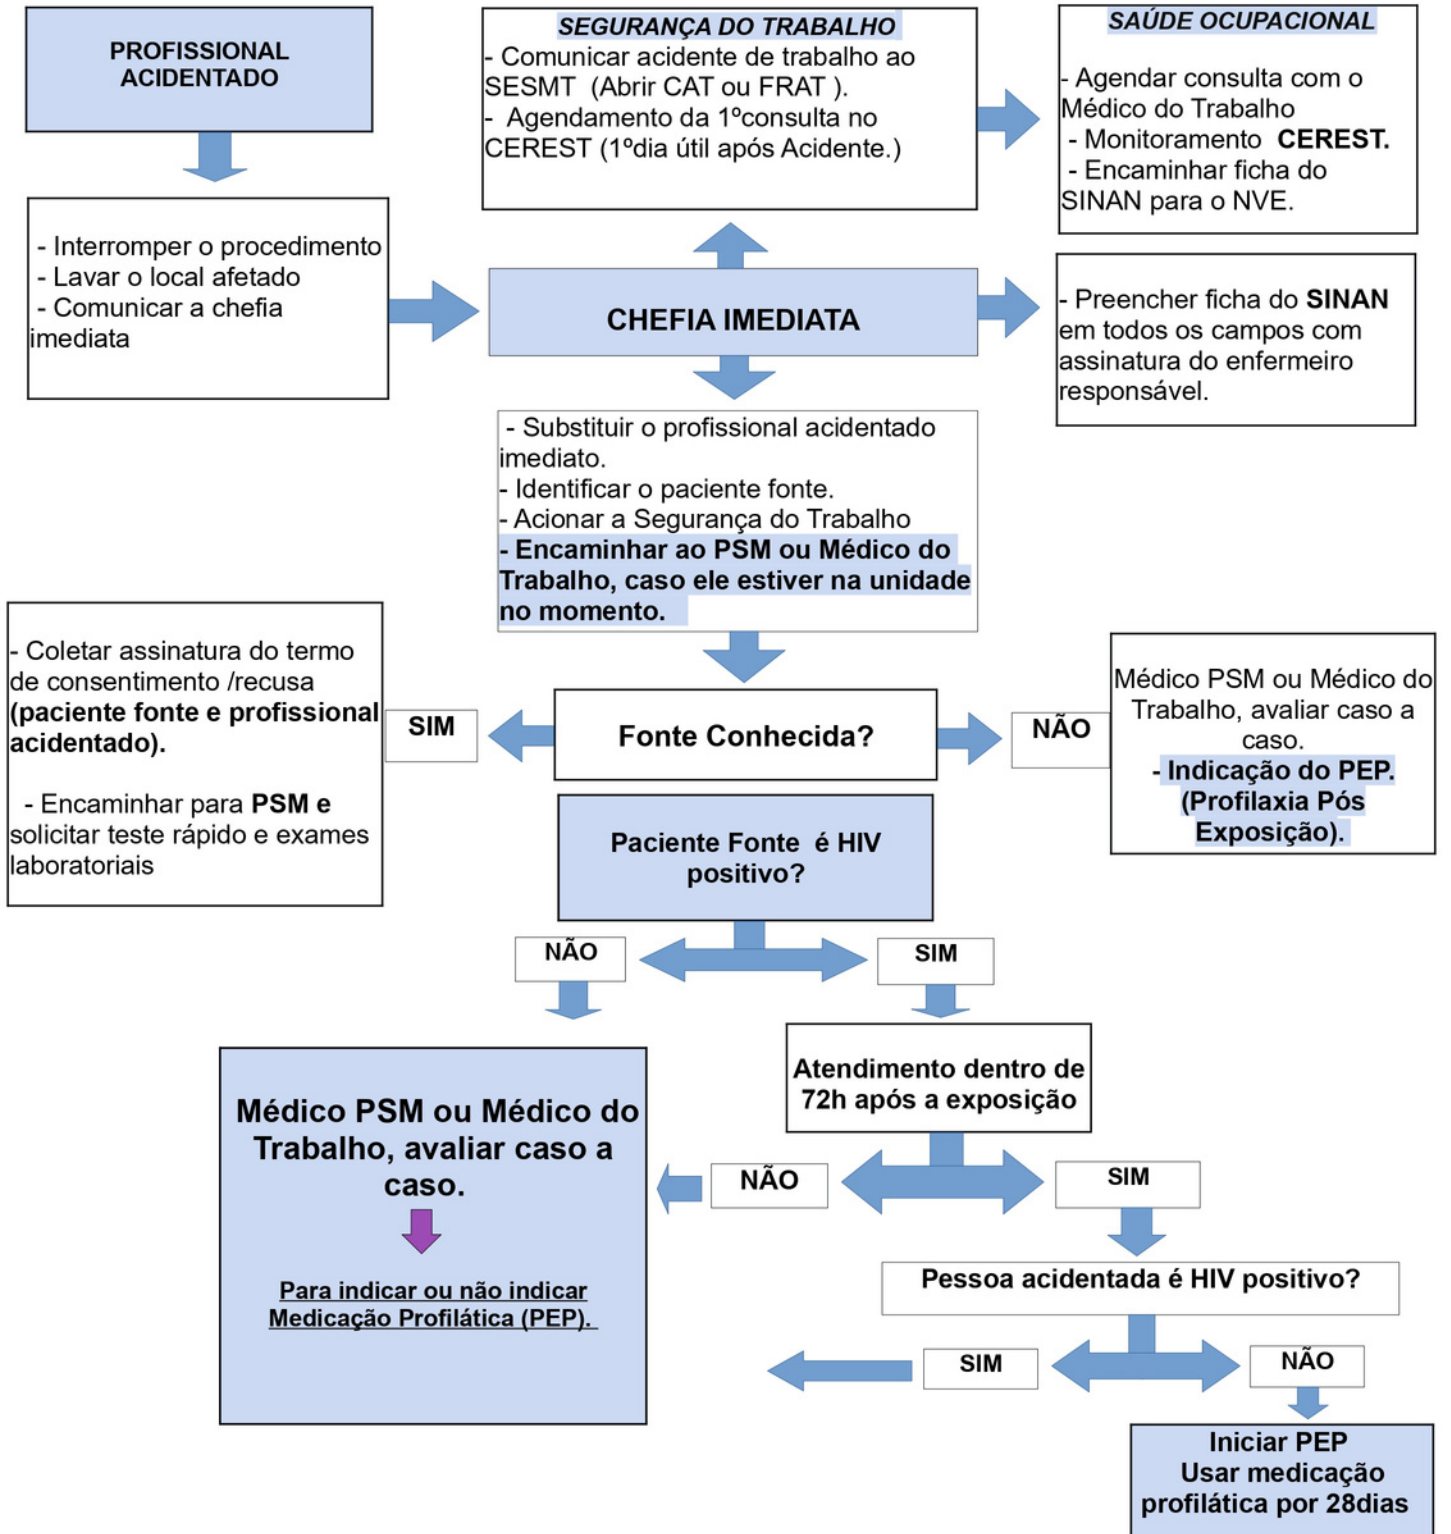 PROFISSIONAL
ACIDENTADO
SEGURANÇA DO TRABALHO
- Comunicar acidente de trabalho ao
SESMT (Abrir CAT ou FRAT ).
- Agendamento da 1ºconsulta no
CEREST (1ºdia útil após Acidente.)
SAÚDE OCUPACIONAL
- Agendar consulta com o
Médico do Trabalho
- Monitoramento CEREST.
- Encaminhar ficha do
SINAN para o NVE.
- Interromper o procedimento
- Lavar o local afetado
- Comunicar a chefia
imediata
CHEFIA IMEDIATA
- Preencher ficha do SINAN
em todos os campos com
assinatura do enfermeiro
responsável.
- Substituir o profissional acidentado
imediato.
- Identificar o paciente fonte.
- Acionar a Segurança do Trabalho
- Encaminhar ao PSM ou Médico do
Trabalho, caso ele estiver na unidade
no momento.
- Coletar assinatura do termo
de consentimento /recusa
(paciente fonte e profissional
acidentado).
- Encaminhar para PSM e
solicitar teste rápido e exames
laboratoriais
SIM
Fonte Conhecida?
NÃO
Médico PSM ou Médico do
Trabalho, avaliar caso a
caso.
- Indicação do PEP.
(Profilaxia Pós
Exposição).
Paciente Fonte é HIV
positivo?
NÃO
SIM
Atendimento dentro de
72h após a exposição
Médico PSM ou Médico do
Trabalho, avaliar caso a
caso.
Para indicar ou não indicar
Medicação Profilática (PEP).
NÃO
SIM
Pessoa acidentada é HIV positivo?
SIM
NÃO
Iniciar PEP
Usar medicação
profilática por 28dias